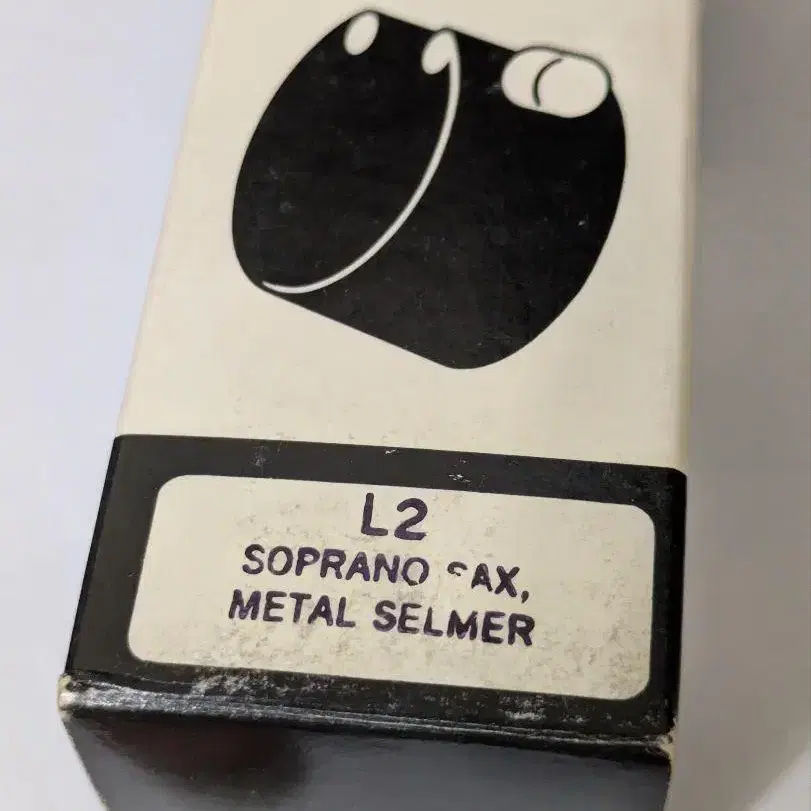 L2
SOPRANO SAX,
METAL SELMER